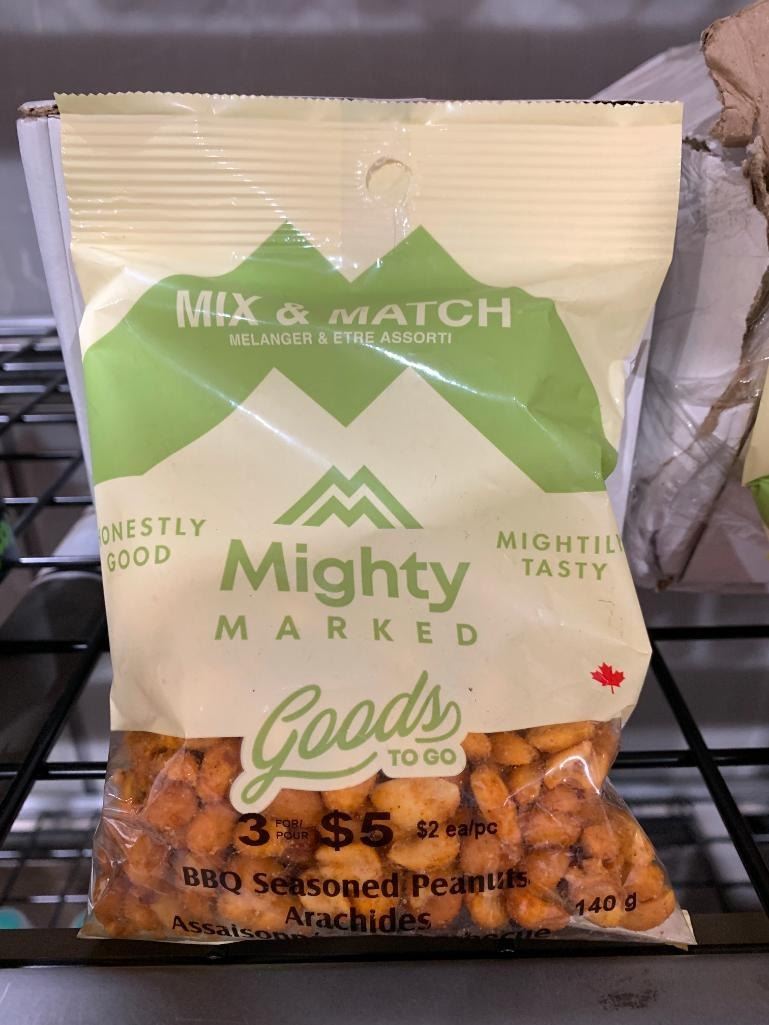 MIX & MATCH
MELANGER & ETRE ASSORTI
ONESTLY
GOOD
MIGHTIL
TASTY
Mighty
MARKED
Goods
TO GO
3 FOR/ POUR $5 $2 ea/pc
BBQ Seasoned Peanuts
Arachides
140 g